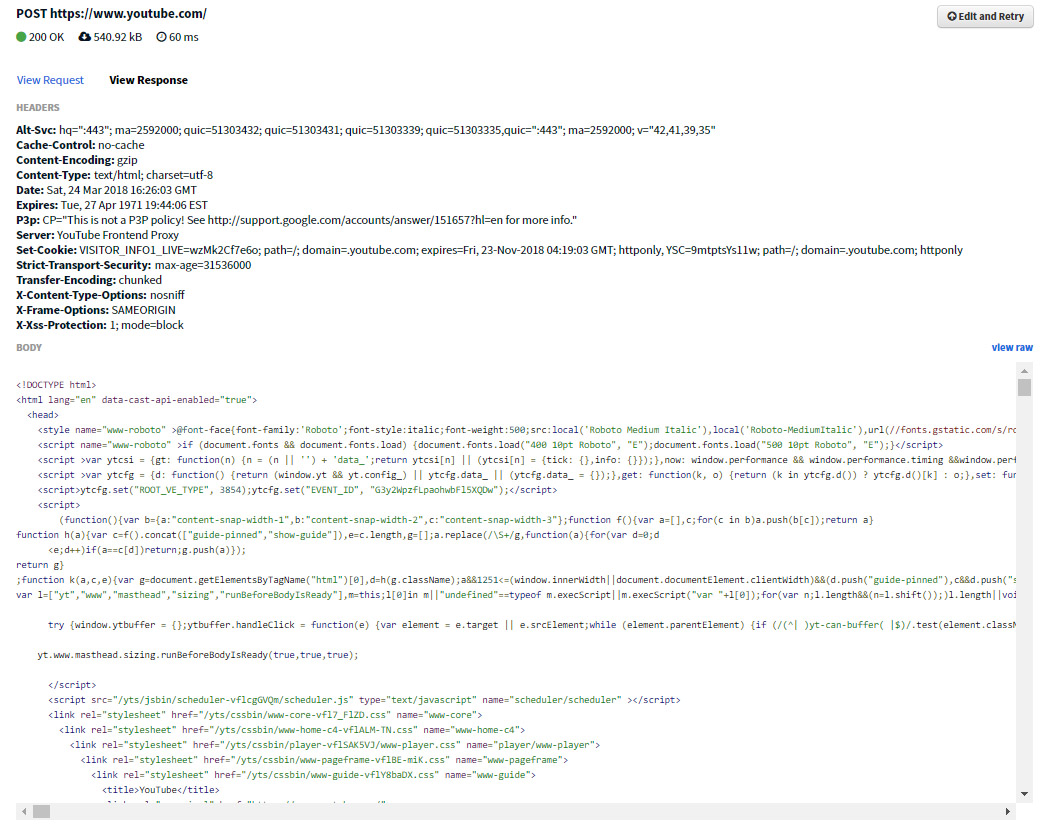 POST https://www.youtube.com/
Edit and Retry
200 OK 540.92 kB 60 ms
View Request View Response
HEADERS
Alt-Svc: hq=":443"; ma=2592000; quic=51303432; quic=51303431; quic=51303339; quic=51303335,quic=":443"; ma=2592000; v="42,41,39,35"
Cache-Control: no-cache
Content-Encoding: gzip
Content-Type: text/html; charset=utf-8
Date: Sat, 24 Mar 2018 16:26:03 GMT
Expires: Tue, 27 Apr 1971 19:44:06 EST
P3p: CP="This is not a P3P policy! See http://support.google.com/accounts/answer/151657?hl=en for more info."
Server: YouTube Frontend Proxy
Set-Cookie: VISITOR_INFO1_LIVE=wzMk2Cf7e6o; path=/; domain=.youtube.com; expires=Fri, 23-Nov-2018 04:19:03 GMT; httponly, YSC=9mtptsYs11w; path=/; domain=.youtube.com; httponly
Strict-Transport-Security: max-age=31536000
Transfer-Encoding: chunked
X-Content-Type-Options: nosniff
X-Frame-Options: SAMEORIGIN
X-Xss-Protection: 1; mode=block
BODY view raw
<!DOCTYPE html>
<html lang="en" data-cast-api-enabled="true">
<head>
<style name="www-roboto" >@font-face{font-family:'Roboto';font-style:italic;font-weight:500;src:local('Roboto Medium Italic'),local('Roboto-MediumItalic'),url(//fonts.gstatic.com/s/ro
<script name="www-roboto" >if (document.fonts && document.fonts.load) {document.fonts.load("400 10pt Roboto", "E");document.fonts.load("500 10pt Roboto", "E");}</script>
<script >var ytcsi = {gt: function(n) {n = (n || '') + 'data_';return ytcsi[n] || (ytcsi[n] = {tick: {},info: {}});},now: window.performance && window.performance.timing &&window.perf
<script >var ytcfg = {d: function() {return (window.yt && yt.config_) || ytcfg.data_ || (ytcfg.data_ = {});},get: function(k, o) {return (k in ytcfg.d()) ? ytcfg.d()[k] : o;},set: fun
<script>ytcfg.set("ROOT_VE_TYPE", 3854);ytcfg.set("EVENT_ID", "G3y2WpzfLpaohwbFl5XQDw");</script>
<script>
(function(){var b={a:"content-snap-width-1",b:"content-snap-width-2",c:"content-snap-width-3"};function f(){var a=[],c;for(c in b)a.push(b[c]);return a}
function h(a){var c=f().concat(["guide-pinned","show-guide"]),e=c.length,g=[];a.replace(/\S+/g,function(a){for(var d=0;d
<e;d++)if(a==c[d])return;g.push(a)});
return g}
;function k(a,c,e){var g=document.getElementsByTagName("html")[0],d=h(g.className);a&&1251<=(window.innerWidth||document.documentElement.clientWidth)&&(d.push("guide-pinned"),c&&d.push("s
var l=["yt","www","masthead","sizing","runBeforeBodyIsReady"],m=this;l[0]in m||"undefined"==typeof m.execScript||m.execScript("var "+l[0]);for(var n;l.length&&(n=l.shift());)l.length||voi
try {window.ytbuffer = {};ytbuffer.handleClick = function(e) {var element = e.target || e.srcElement;while (element.parentElement) {if (/(^| )yt-can-buffer( |$)/.test(element.classN
yt.www.masthead.sizing.runBeforeBodyIsReady(true,true,true);
</script>
<script src="/yts/jsbin/scheduler-vflcgGVQm/scheduler.js" type="text/javascript" name="scheduler/scheduler" ></script>
<link rel="stylesheet" href="/yts/cssbin/www-core-vfl7_FlZD.css" name="www-core">
<link rel="stylesheet" href="/yts/cssbin/www-home-c4-vflALM-TN.css" name="www-home-c4">
<link rel="stylesheet" href="/yts/cssbin/player-vflSAK5VJ/www-player.css" name="player/www-player">
<link rel="stylesheet" href="/yts/cssbin/www-pageframe-vflBE-miK.css" name="www-pageframe">
<link rel="stylesheet" href="/yts/cssbin/www-guide-vflY8baDX.css" name="www-guide">
<title>YouTube</title>